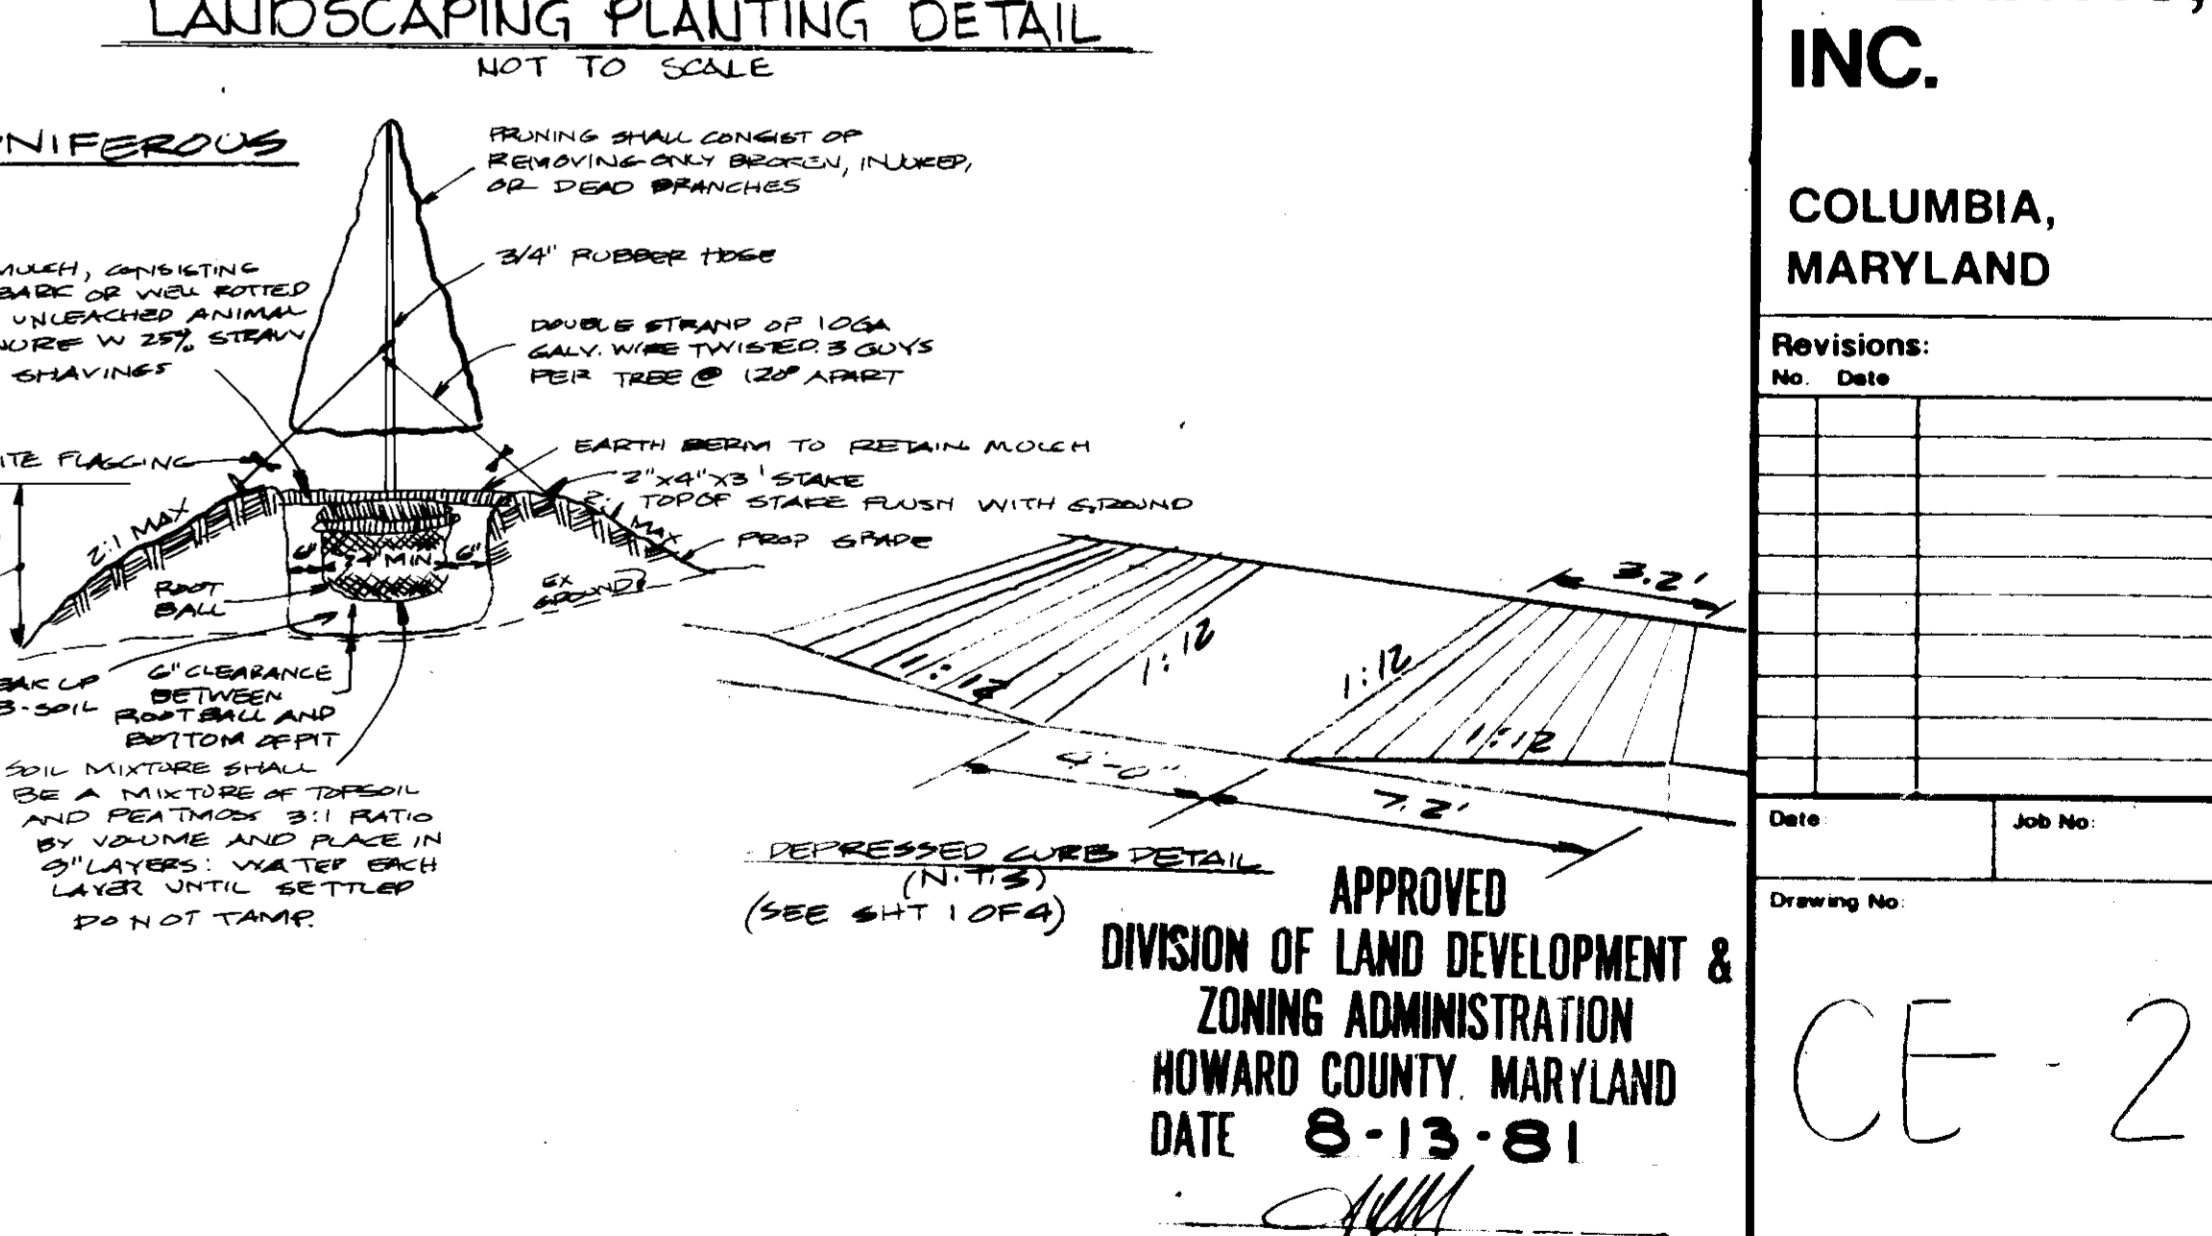 LANDSCAPING PLANTING DETAIL
NOT TO SCALE
NIFEROUS
PRUNING SHALL CONSIST OF
REMOVING ONLY BROKEN, INJURED,
OR DEAD BRANCHES
3/4" RUBBER HOSE
MULCH, CONSISTING
BARK OR WELL ROTTED
UNLEACHED ANIMAL
NURE W 25% STRAW
SHAVINGS
DOUBLE STRAND OF 10GA
GALV. WIRE TWISTED. 3 GUYS
PER TREE @ 120° APART
ITE FLAGGING
EARTH BERM TO RETAIN MULCH
2"x4"x3' STAKE
TOP OF STAKE FLUSH WITH GROUND
2:1 MAX
2:1 MAX
PROP GRADE
6"
MIN
6"
ROOT
BALL
EX
GROUND
EAK UP
B-SOIL
6" CLEARANCE
BETWEEN
ROOT BALL AND
BOTTOM OF PIT
SOIL MIXTURE SHALL
BE A MIXTURE OF TOPSOIL
AND PEATMOSS 3:1 RATIO
BY VOLUME AND PLACE IN
9" LAYERS: WATER EACH
LAYER UNTIL SETTLED
DO NOT TAMP.
3.2'
1:12
1:12
1:12
1:12
4'-0"
7.2'
DEPRESSED CURB DETAIL
(N.T.S)
(SEE SHT 1 OF 4)
APPROVED
DIVISION OF LAND DEVELOPMENT &
ZONING ADMINISTRATION
HOWARD COUNTY. MARYLAND
DATE 8-13-81
INC.
COLUMBIA,
MARYLAND
Revisions:
No. Date
Date:
Job No:
Drawing No:
CE-2